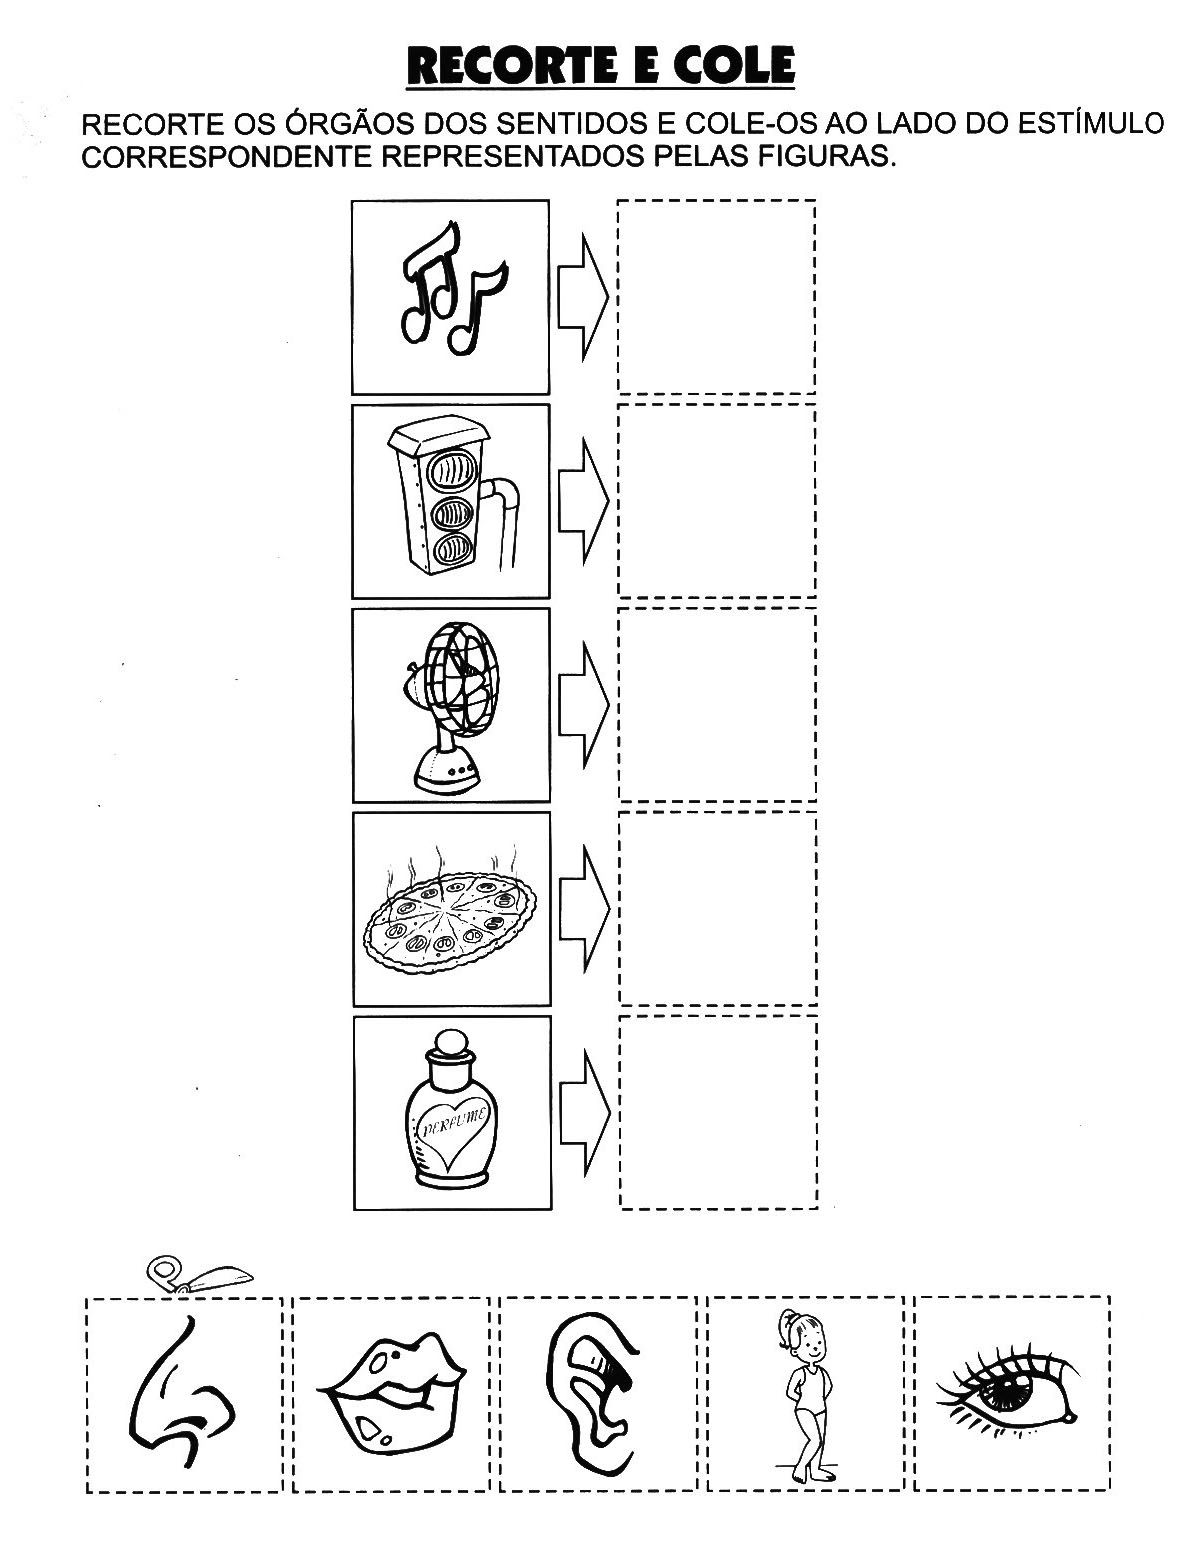 RECORTE E COLE
RECORTE OS ÓRGÃOS DOS SENTIDOS E COLE-OS AO LADO DO ESTÍMULO
CORRESPONDENTE REPRESENTADOS PELAS FIGURAS.
PERFUME